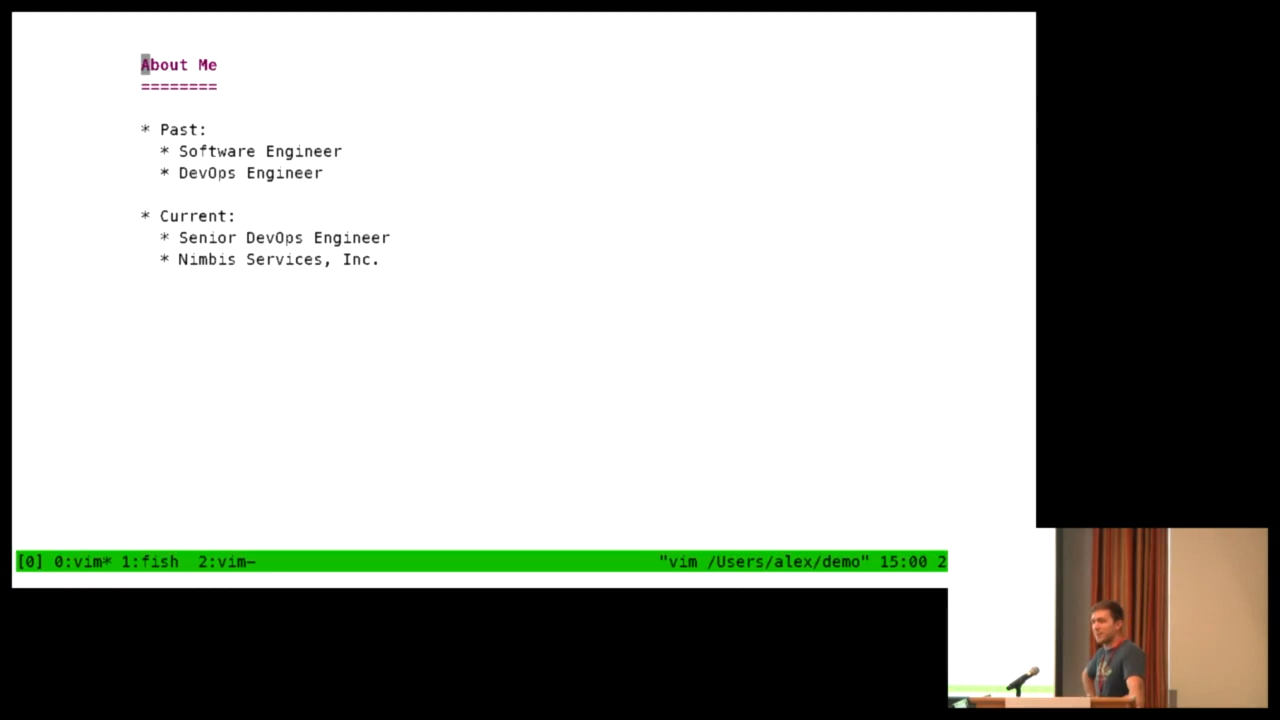 About Me
========
* Past:
* Software Engineer
* DevOps Engineer
* Current:
* Senior DevOps Engineer
* Nimbis Services, Inc.
[0] 0:vim* 1:fish  2:vim- "vim /Users/alex/demo" 15:00 2